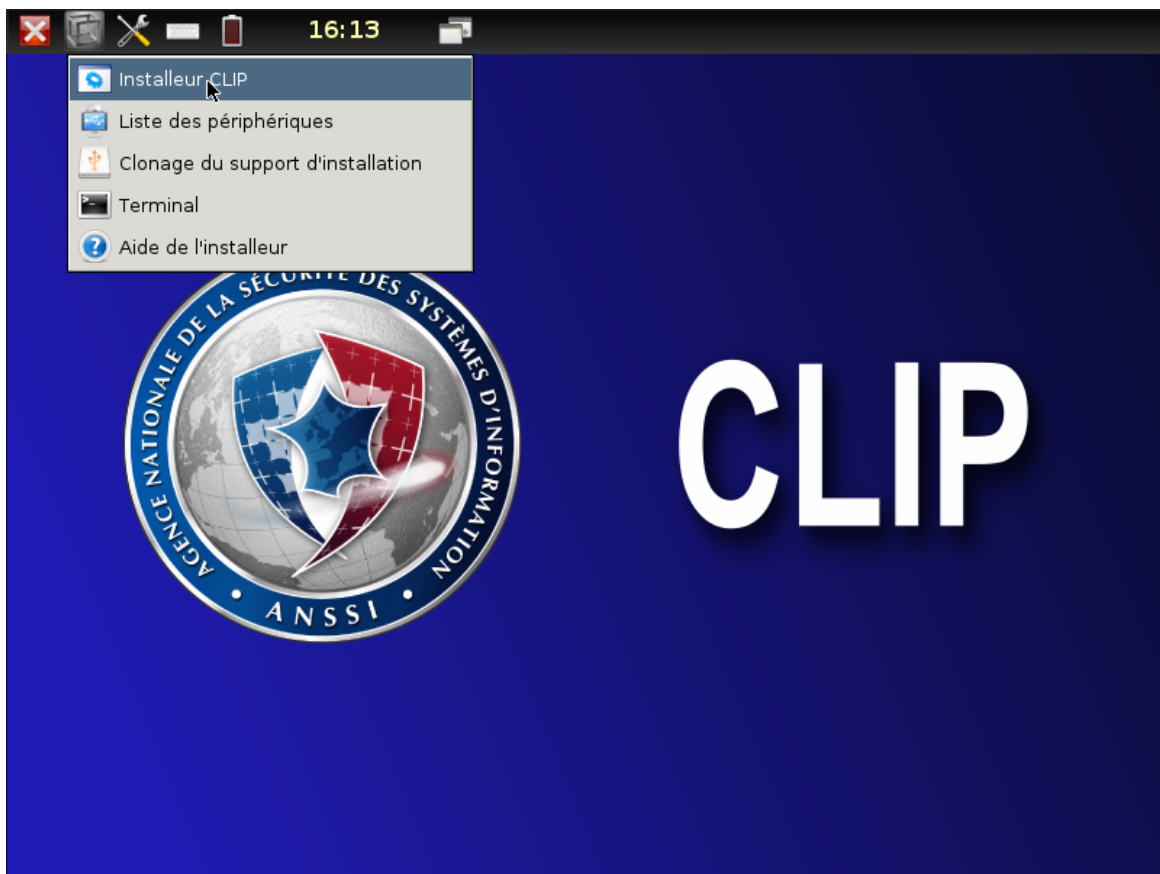 16:13
Installeur CLIP
Liste des périphériques
Clonage du support d'installation
Terminal
Aide de l'installeur
AGENCE NATIONALE DE LA SÉCURITÉ DES SYSTÈMES D'INFORMATION
• ANSSI •
CLIP